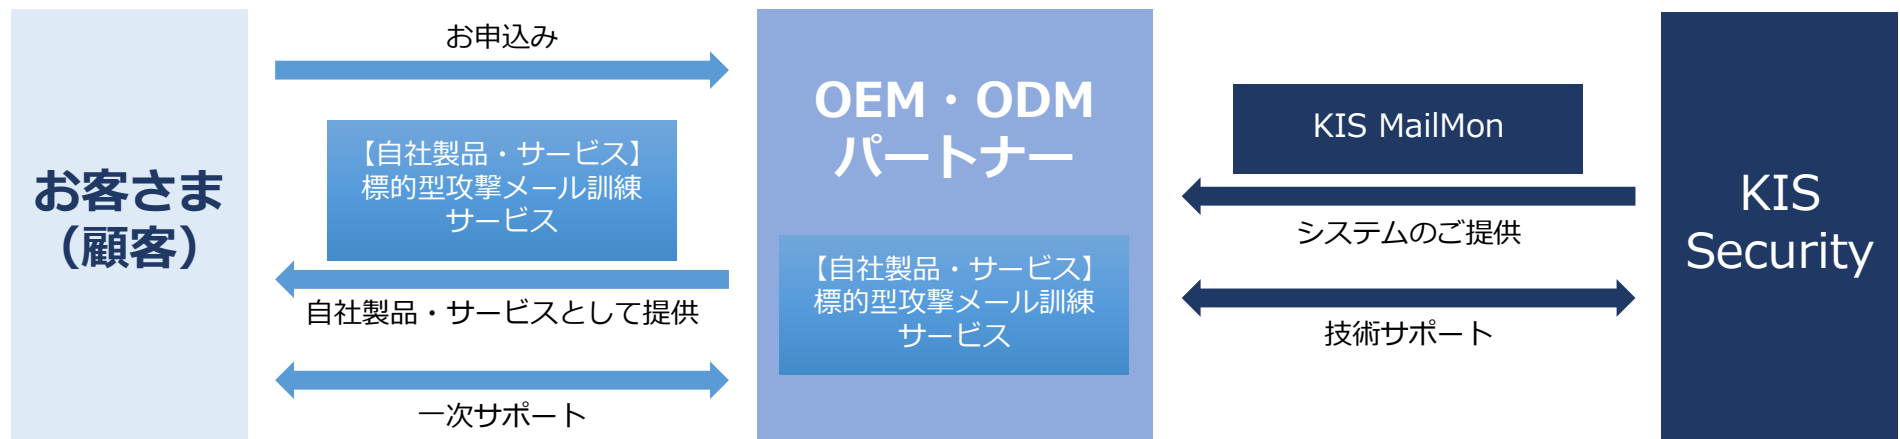 お客さま
（顧客）
お申込み
【自社製品・サービス】
標的型攻撃メール訓練
サービス
自社製品・サービスとして提供
一次サポート
OEM・ODM
パートナー
【自社製品・サービス】
標的型攻撃メール訓練
サービス
KIS MailMon
システムのご提供
技術サポート
KIS
Security